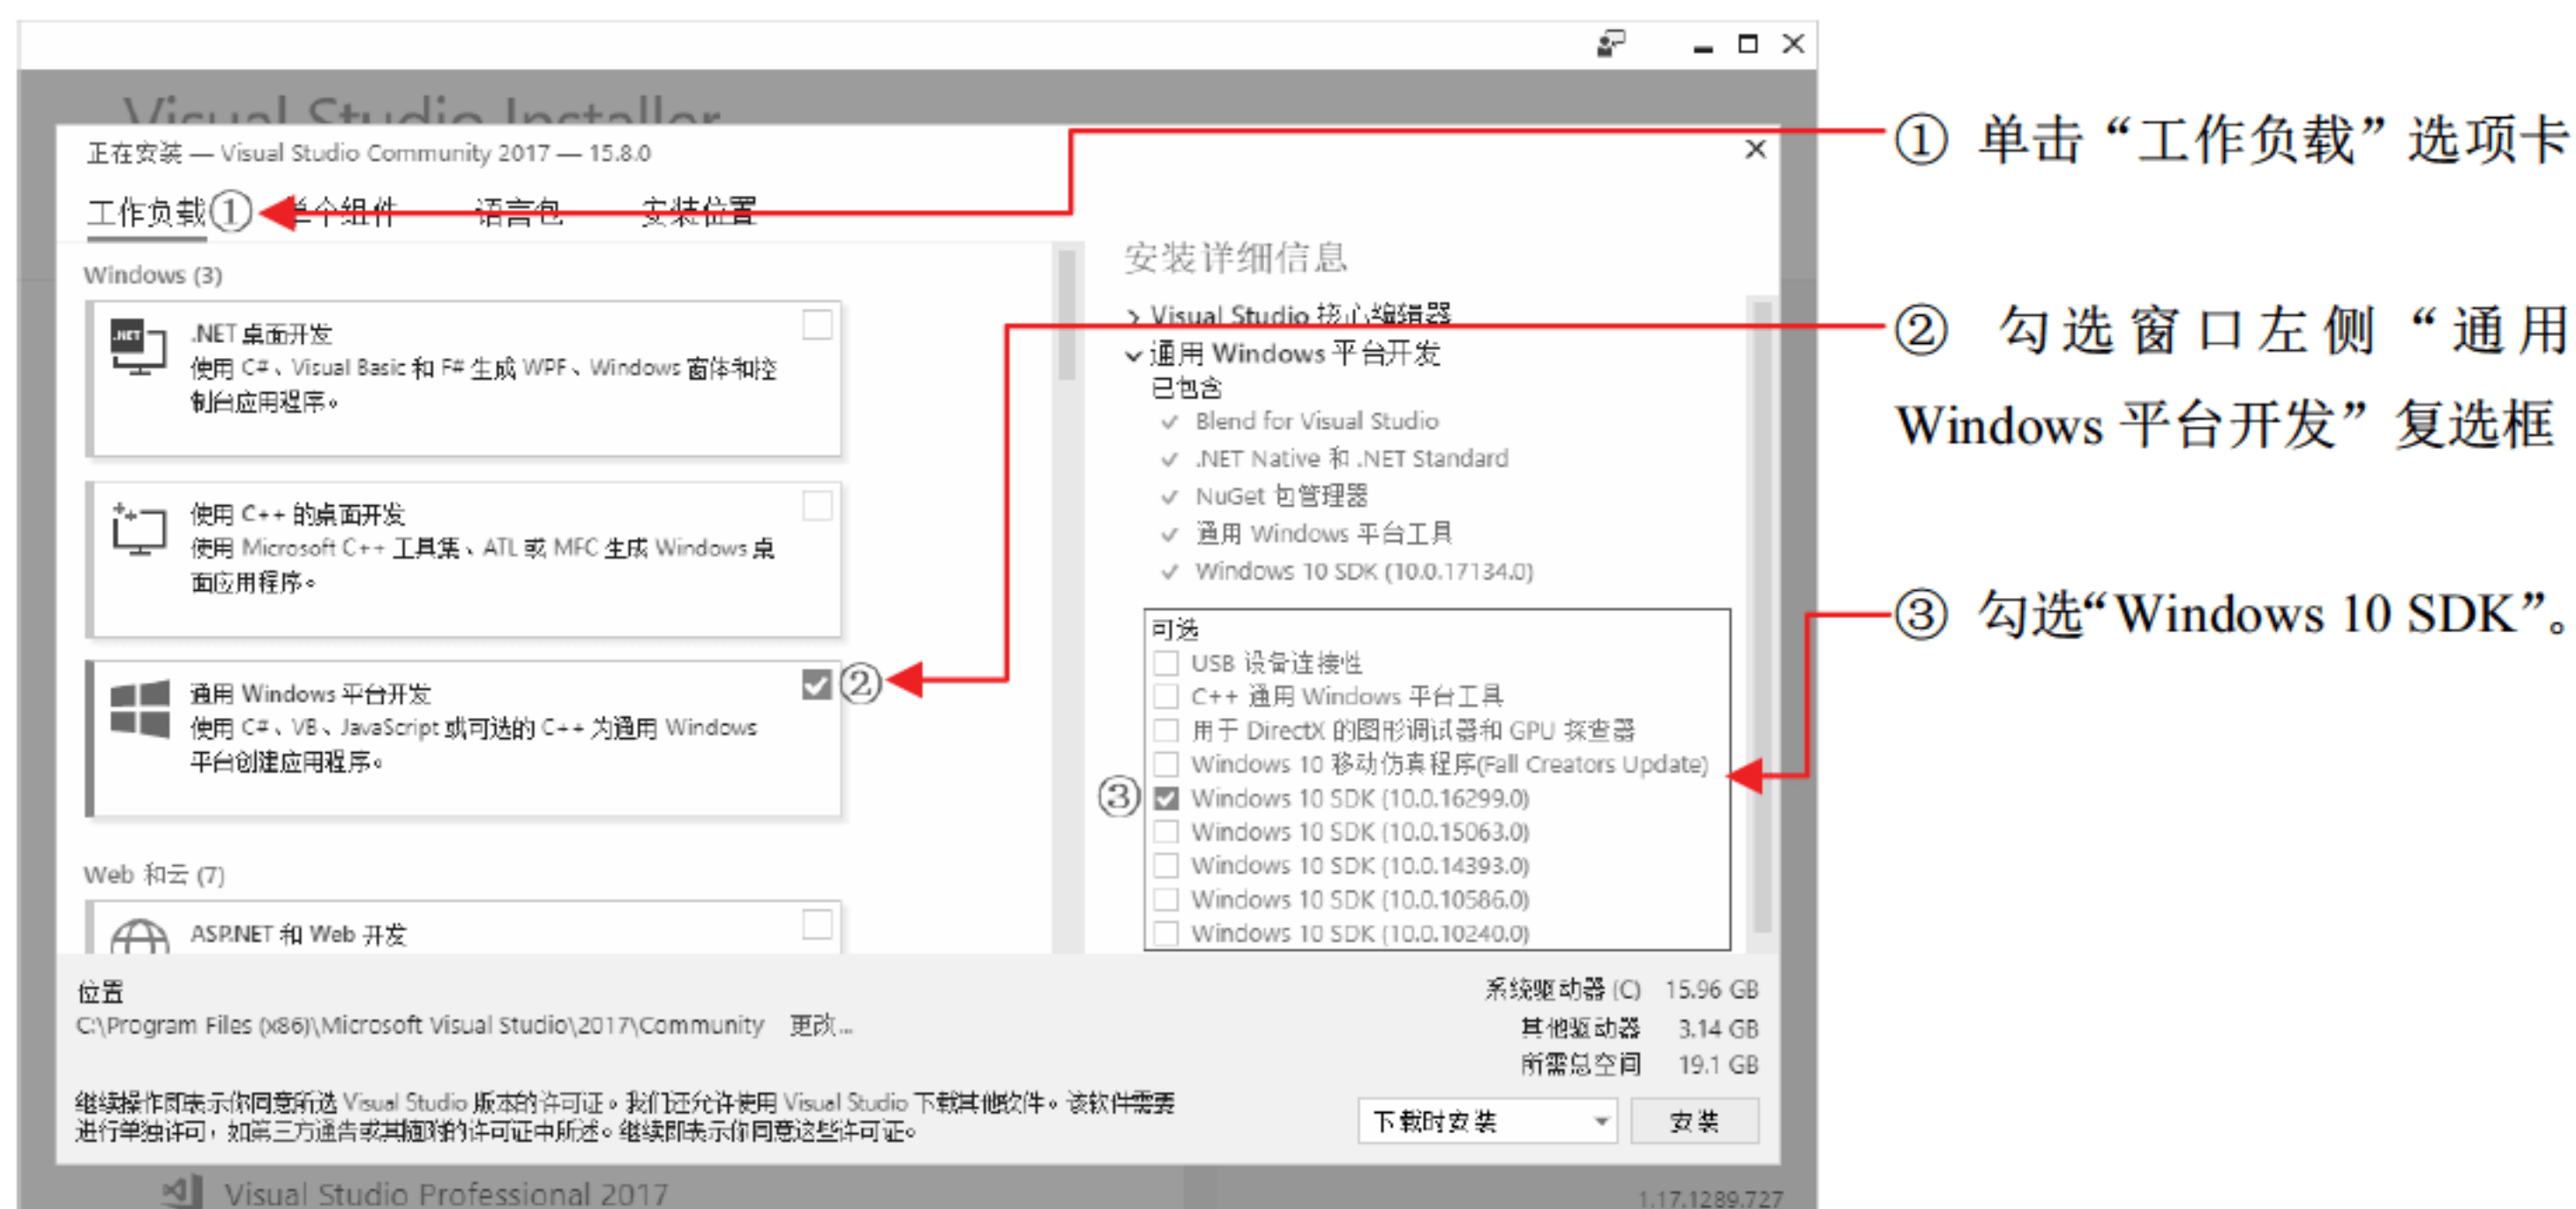 Visual Studio Installer
正在安装 — Visual Studio Community 2017 — 15.8.0
工作负载① 单个组件 语言包 安装位置
Windows (3)
.NET 桌面开发
使用 C#、Visual Basic 和 F# 生成 WPF、Windows 窗体和控
制台应用程序。
使用 C++ 的桌面开发
使用 Microsoft C++ 工具集、ATL 或 MFC 生成 Windows 桌
面应用程序。
通用 Windows 平台开发
②
使用 C#、VB、JavaScript 或可选的 C++ 为通用 Windows
平台创建应用程序。
Web 和云 (7)
ASP.NET 和 Web 开发
安装详细信息
Visual Studio 核心编辑器
通用 Windows 平台开发
已包含
Blend for Visual Studio
.NET Native 和 .NET Standard
NuGet 包管理器
通用 Windows 平台工具
Windows 10 SDK (10.0.17134.0)
可选
USB 设备连接性
C++ 通用 Windows 平台工具
用于 DirectX 的图形调试器和 GPU 探查器
Windows 10 移动仿真程序(Fall Creators Update)
③ Windows 10 SDK (10.0.16299.0)
Windows 10 SDK (10.0.15063.0)
Windows 10 SDK (10.0.14393.0)
Windows 10 SDK (10.0.10586.0)
Windows 10 SDK (10.0.10240.0)
位置
C:\Program Files (x86)\Microsoft Visual Studio\2017\Community 更改...
系统驱动器 (C) 15.96 GB
其他驱动器 3.14 GB
所需总空间 19.1 GB
继续操作即表示你同意所选 Visual Studio 版本的许可证。我们还允许使用 Visual Studio 下载其他软件。该软件需要
进行单独许可，如第三方通告或其随附的许可证中所述。继续即表示你同意这些许可证。
下载时安装 安装
Visual Studio Professional 2017
1.17.1289.727
① 单击“工作负载”选项卡
② 勾选窗口左侧“通用
Windows 平台开发”复选框
③ 勾选“Windows 10 SDK”。